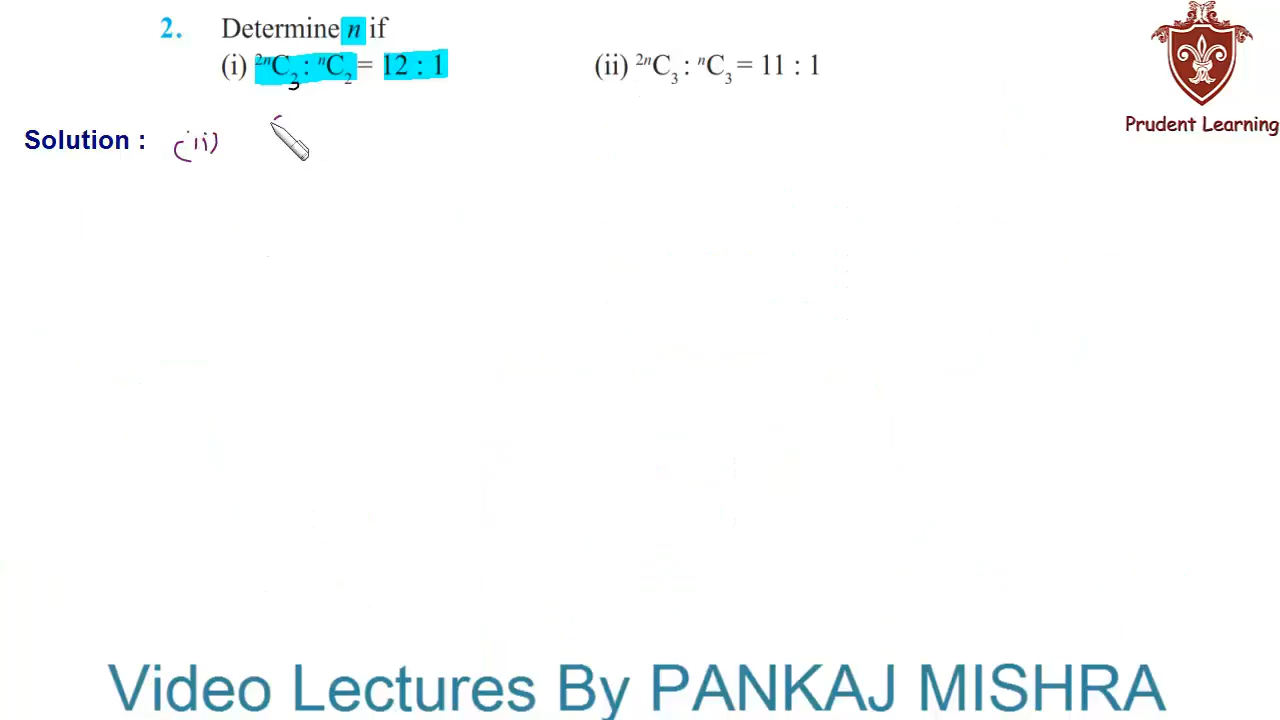 2. Determine n if
(i) ²ⁿC₃ : ⁿC₂ = 12 : 1 (ii) ²ⁿC₃ : ⁿC₃ = 11 : 1
3
Prudent Learning
Solution : (ii)
Video Lectures By PANKAJ MISHRA